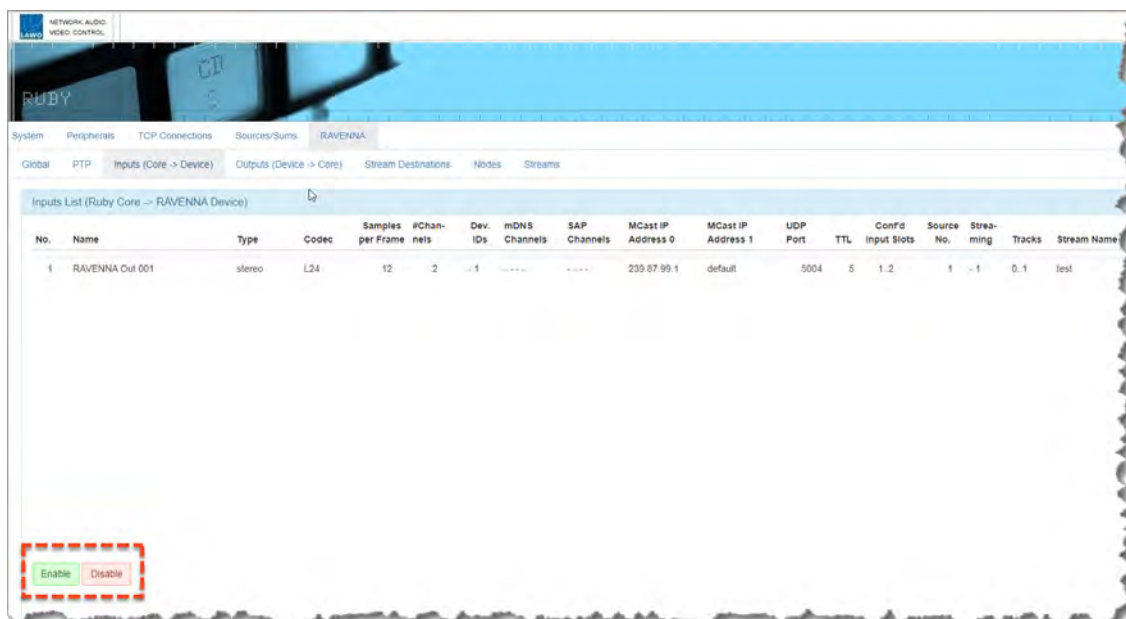 NETWORK. AUDIO.
VIDEO. CONTROL.
LAWO
CD
RUBY
System Peripherals TCP Connections Sources/Sums RAVENNA
Global PTP Inputs (Core -> Device) Outputs (Device -> Core) Stream Destinations Nodes Streams
Inputs List (Ruby Core -> RAVENNA Device)
Samples #Chan- Dev. mDNS SAP MCast IP MCast IP UDP Conf'd Source Strea-
No. Name Type Codec per Frame nels IDs Channels Channels Address 0 Address 1 Port TTL Input Slots No. ming Tracks Stream Name
1 RAVENNA Out 001 stereo L24 12 2 - 1 ----- ----- 239.87.99.1 default 5004 5 1..2 1 - 1 0..1 test
Enable Disable